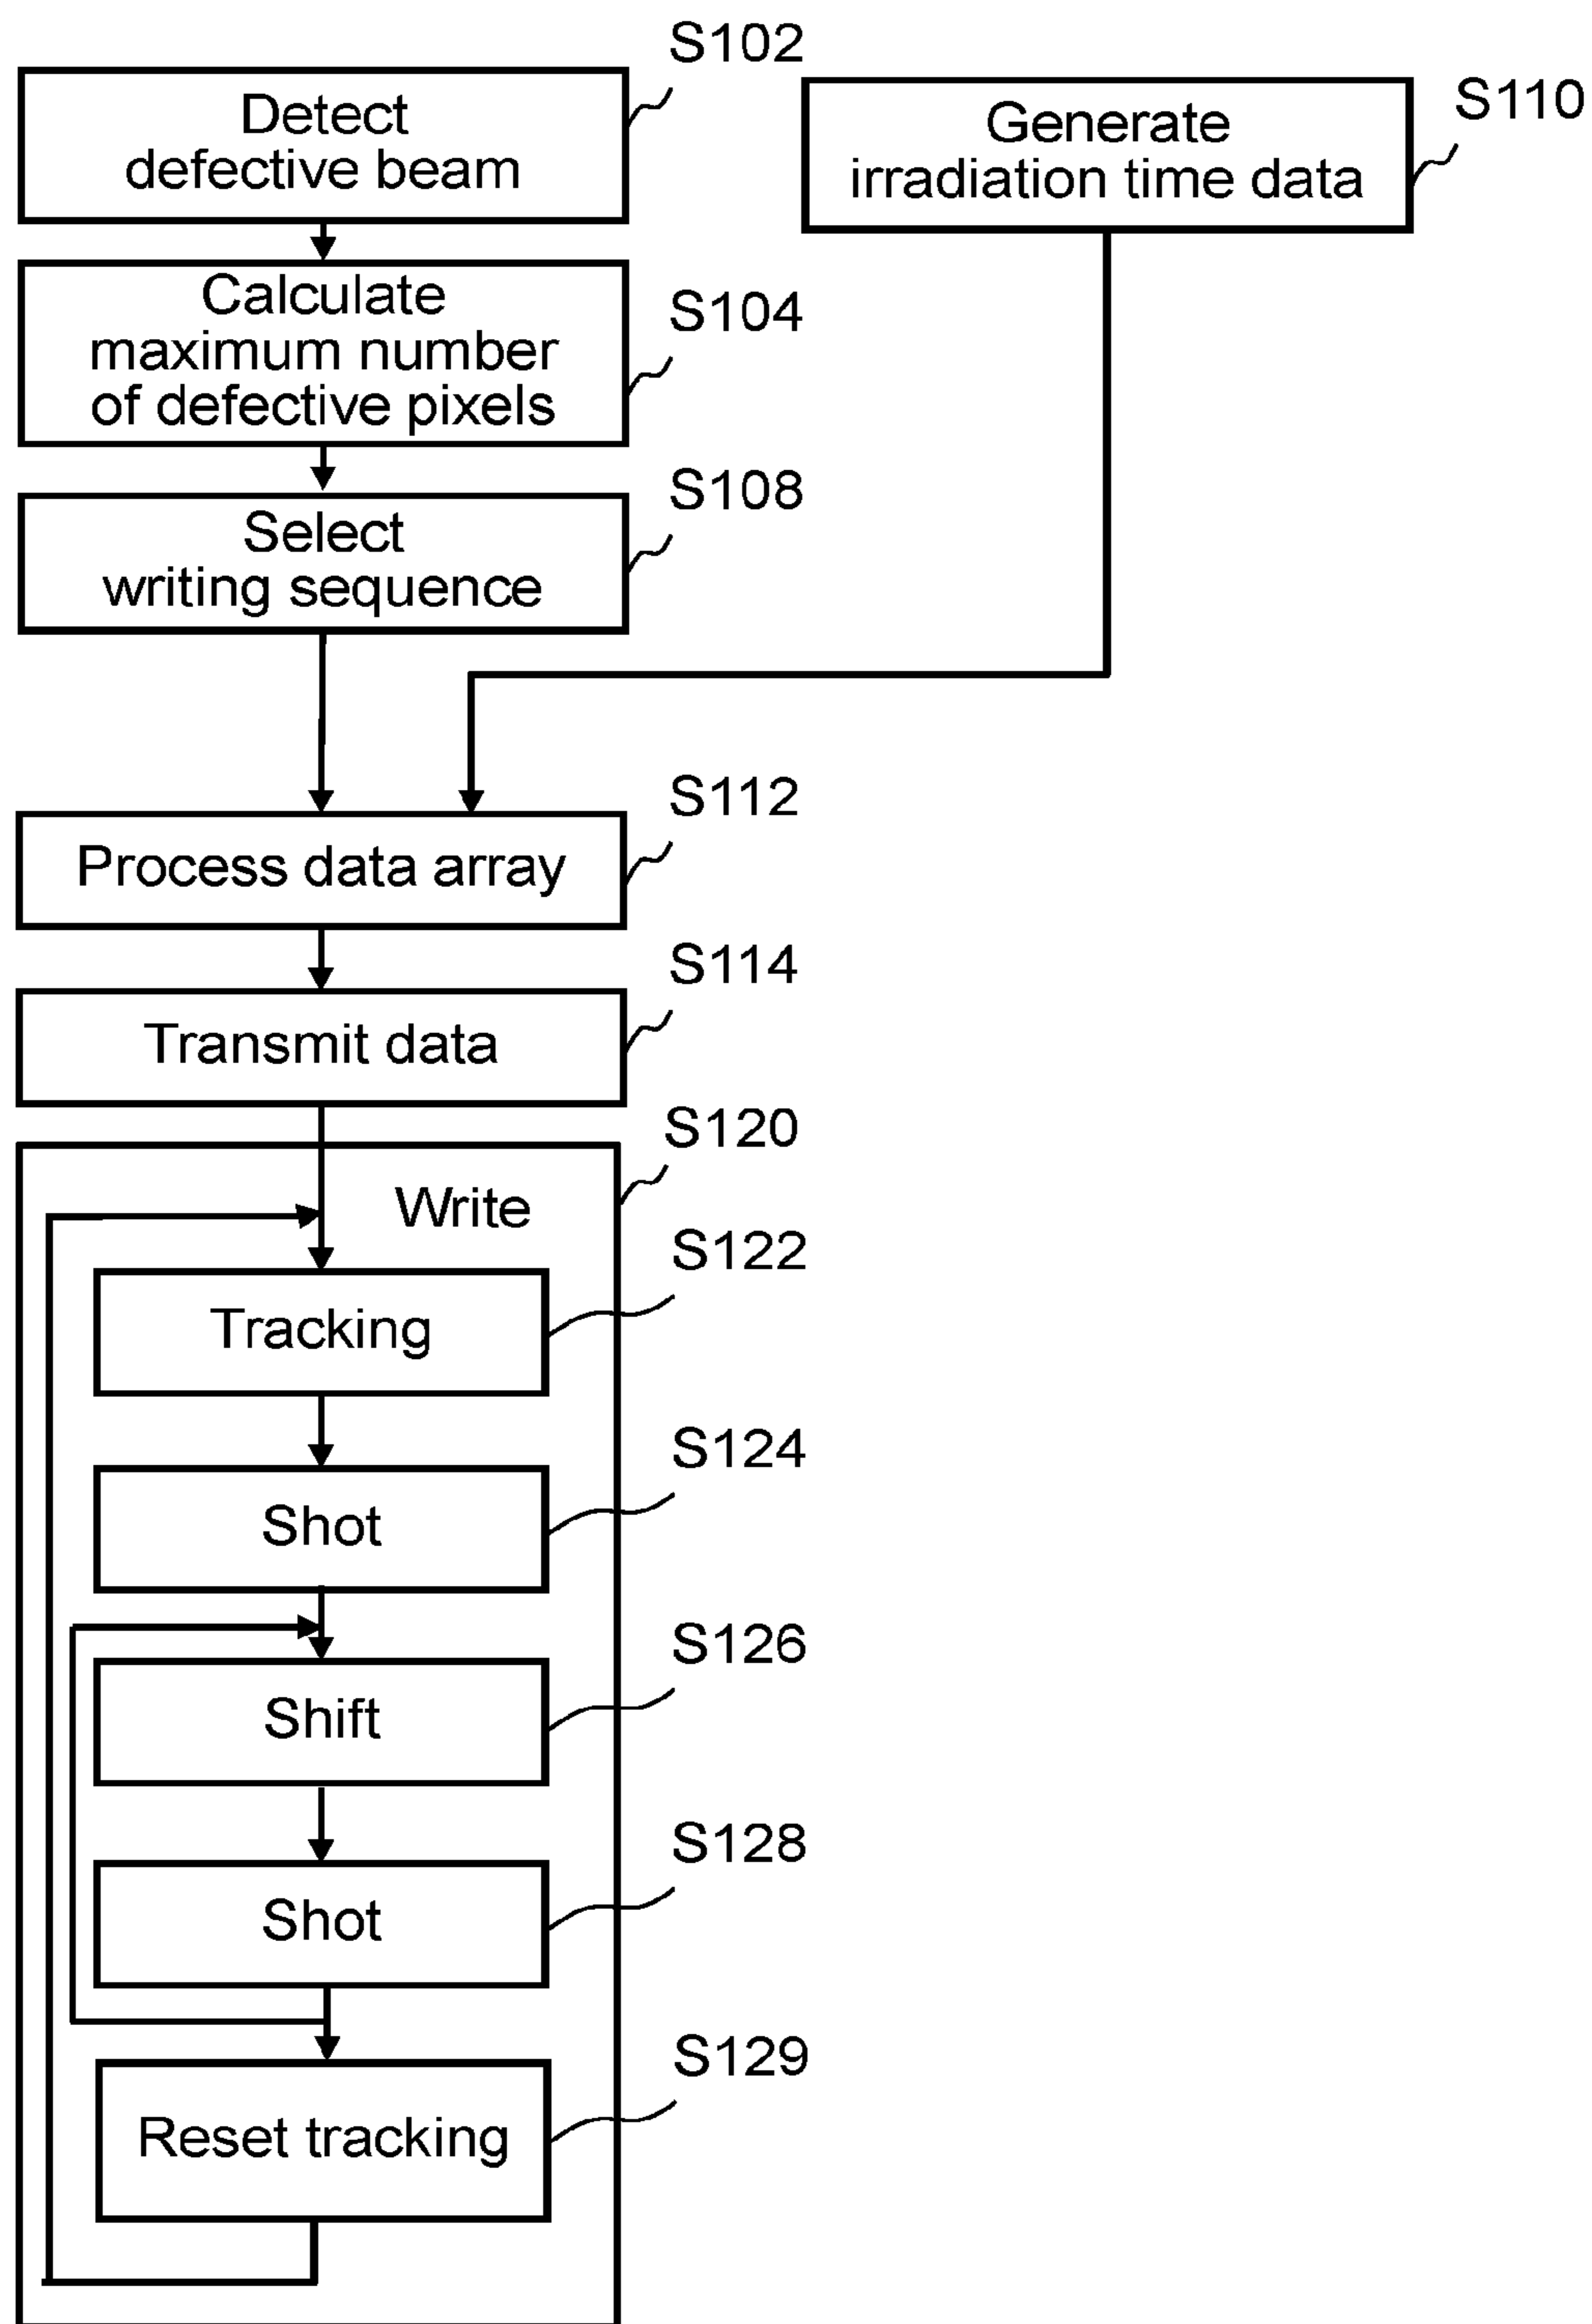 S102
Detect
defective beam
S110
Generate
irradiation time data
S104
Calculate
maximum number
of defective pixels
S108
Select
writing sequence
S112
Process data array
S114
Transmit data
S120
Write
S122
Tracking
S124
Shot
S126
Shift
S128
Shot
S129
Reset tracking